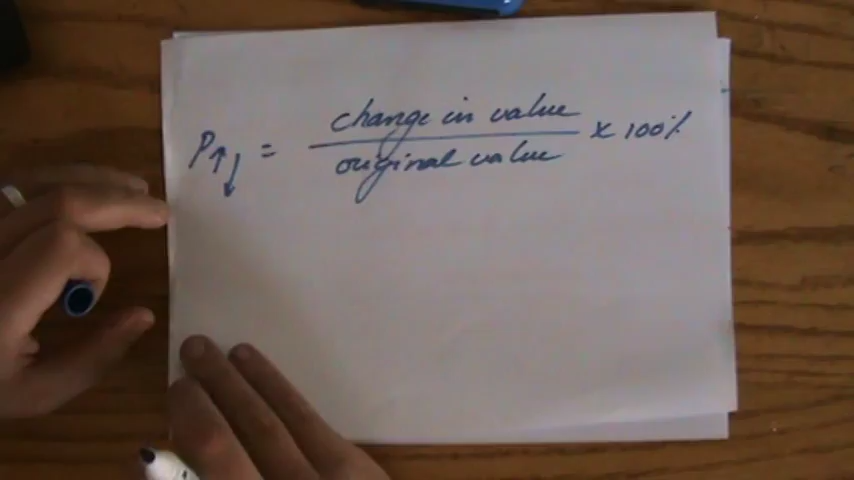 P↑↓ = change in value / original value × 100%